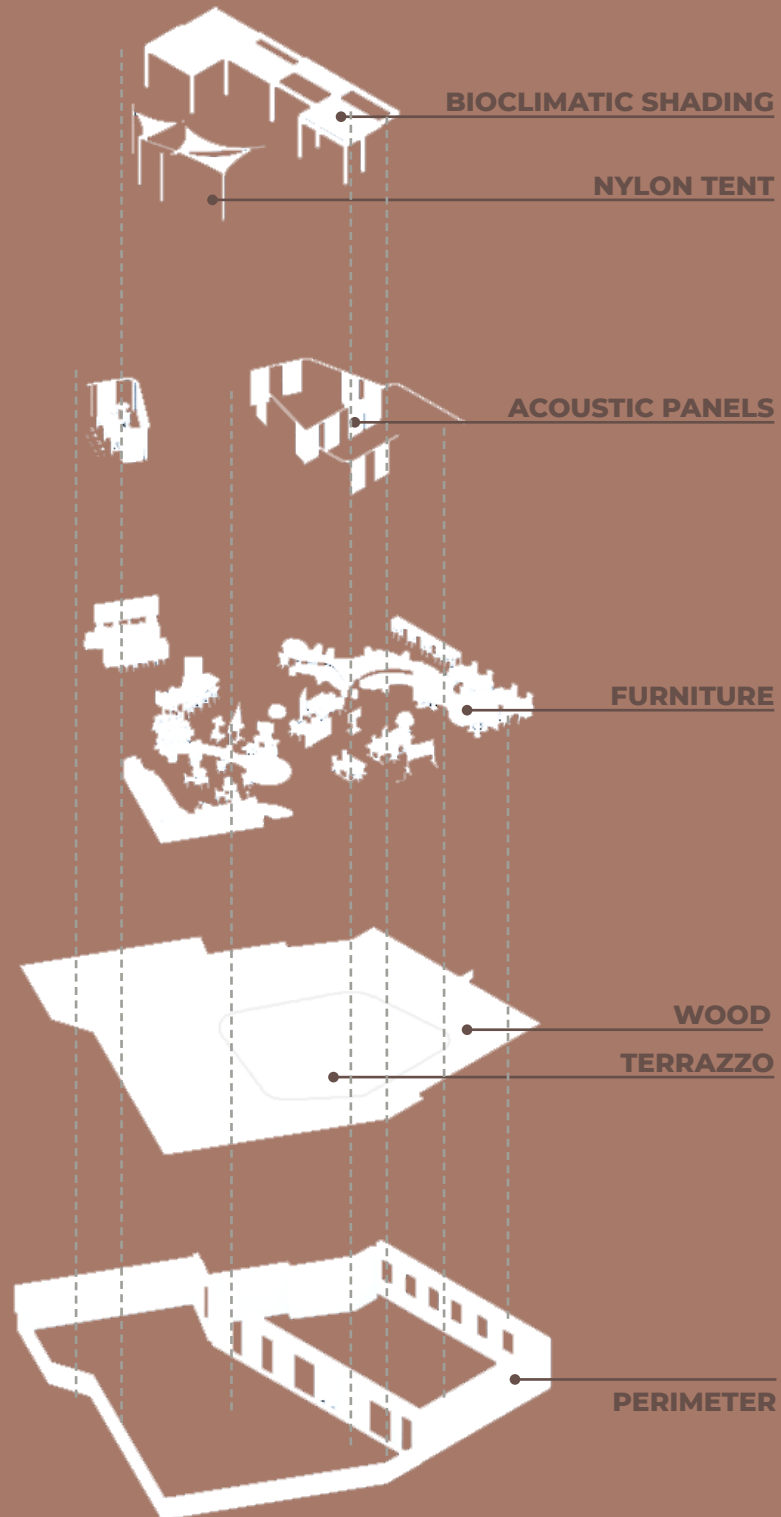 BIOCLIMATIC SHADING
NYLON TENT
ACOUSTIC PANELS
FURNITURE
WOOD
TERRAZZO
PERIMETER